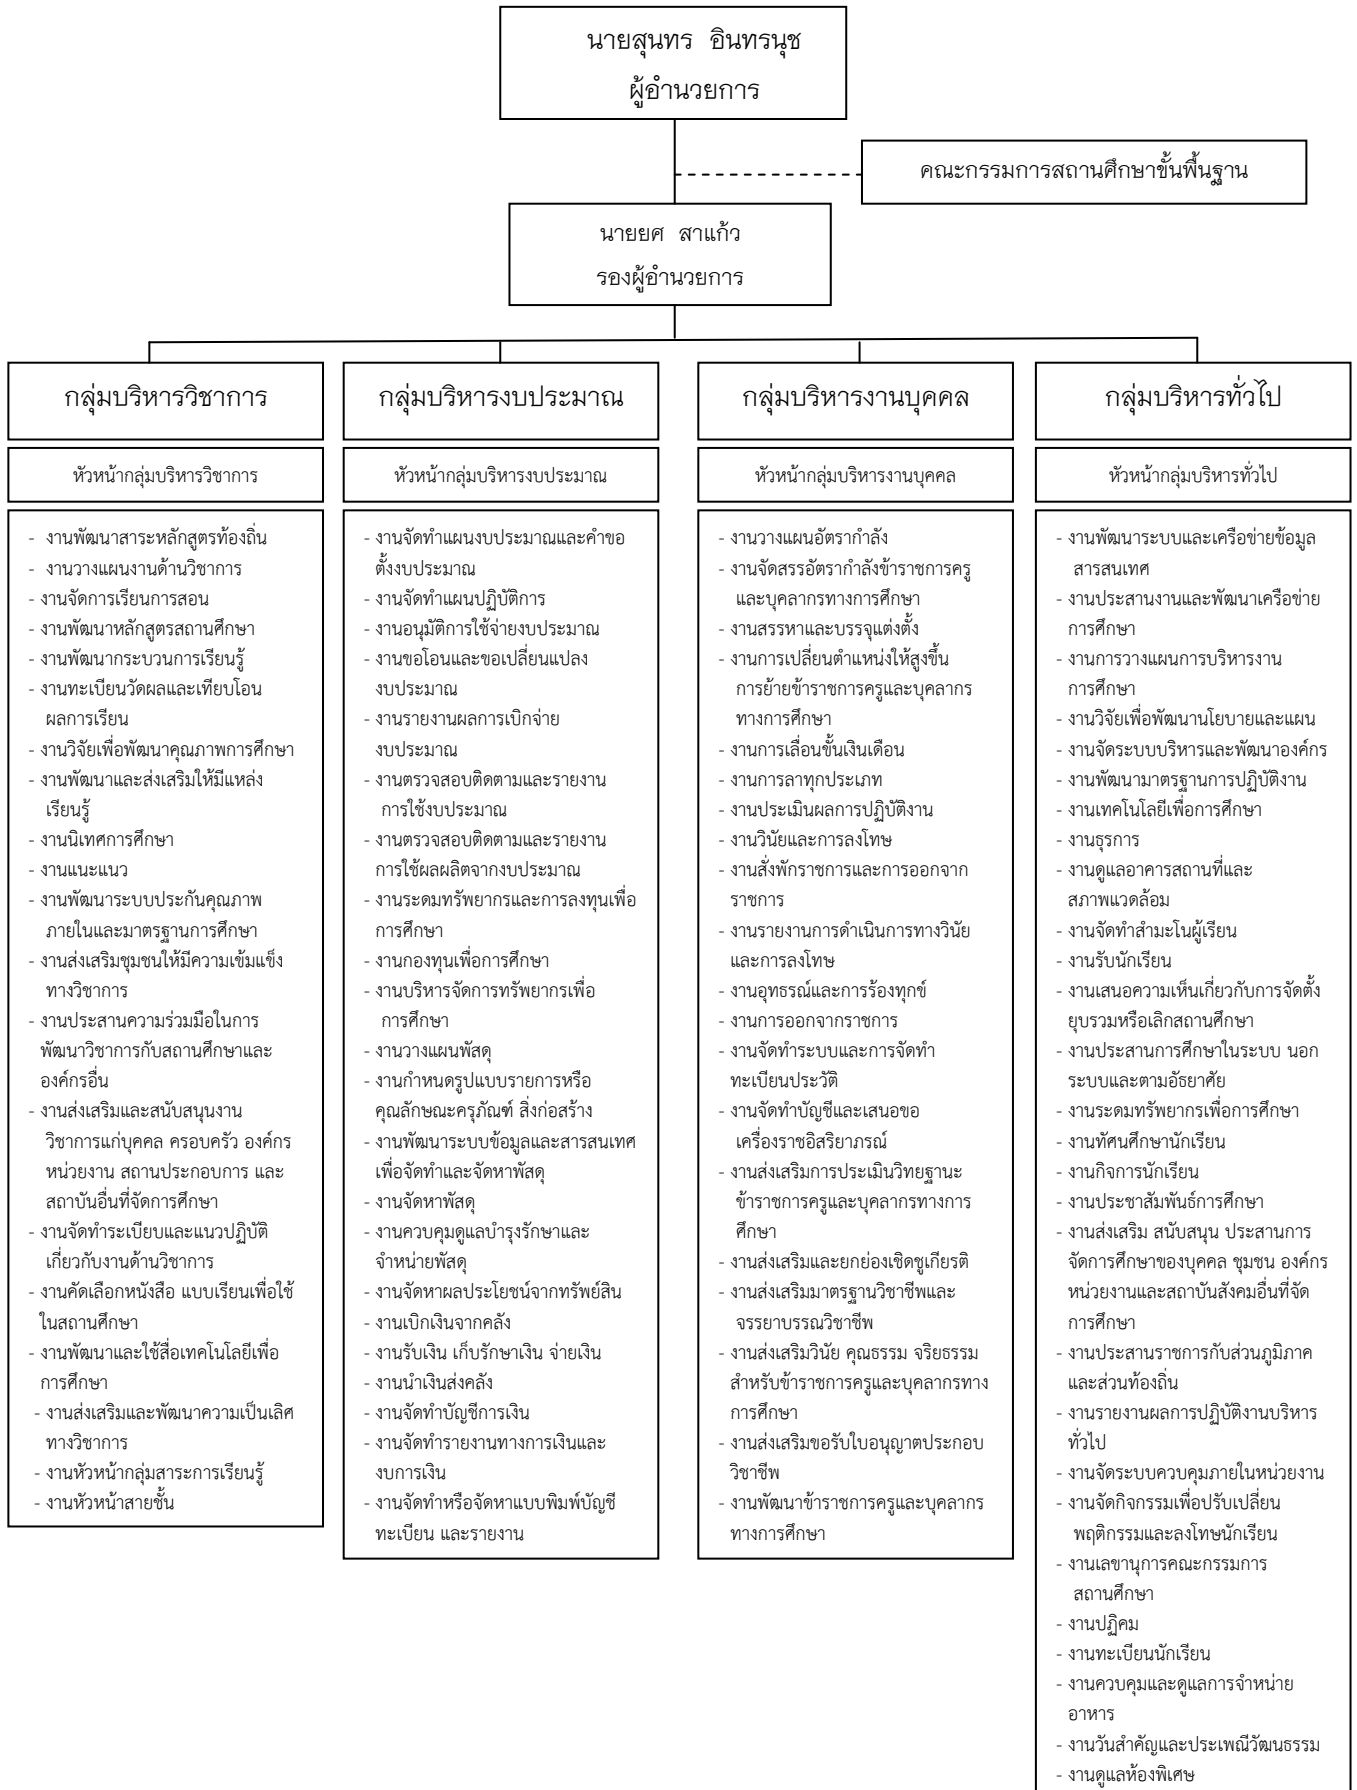 นายสุนทร อินทรนุช
ผู้อำนวยการ
คณะกรรมการสถานศึกษาขั้นพื้นฐาน
นายยศ สาแก้ว
รองผู้อำนวยการ
กลุ่มบริหารวิชาการ
หัวหน้ากลุ่มบริหารวิชาการ
- งานพัฒนาสาระหลักสูตรท้องถิ่น
- งานวางแผนงานด้านวิชาการ
- งานจัดการเรียนการสอน
- งานพัฒนาหลักสูตรสถานศึกษา
- งานพัฒนากระบวนการเรียนรู้
- งานทะเบียนวัดผลและเทียบโอน
ผลการเรียน
- งานวิจัยเพื่อพัฒนาคุณภาพการศึกษา
- งานพัฒนาและส่งเสริมให้มีแหล่ง
เรียนรู้
- งานนิเทศการศึกษา
- งานแนะแนว
- งานพัฒนาระบบประกันคุณภาพ
ภายในและมาตรฐานการศึกษา
- งานส่งเสริมชุมชนให้มีความเข้มแข็ง
ทางวิชาการ
- งานประสานความร่วมมือในการ
พัฒนาวิชาการกับสถานศึกษาและ
องค์กรอื่น
- งานส่งเสริมและสนับสนุนงาน
วิชาการแก่บุคคล ครอบครัว องค์กร
หน่วยงาน สถานประกอบการ และ
สถาบันอื่นที่จัดการศึกษา
- งานจัดทำระเบียบและแนวปฏิบัติ
เกี่ยวกับงานด้านวิชาการ
- งานคัดเลือกหนังสือ แบบเรียนเพื่อใช้
ในสถานศึกษา
- งานพัฒนาและใช้สื่อเทคโนโลยีเพื่อ
การศึกษา
- งานส่งเสริมและพัฒนาความเป็นเลิศ
ทางวิชาการ
- งานหัวหน้ากลุ่มสาระการเรียนรู้
- งานหัวหน้าสายชั้น
กลุ่มบริหารงบประมาณ
หัวหน้ากลุ่มบริหารงบประมาณ
- งานจัดทำแผนงบประมาณและคำขอ
ตั้งงบประมาณ
- งานจัดทำแผนปฏิบัติการ
- งานอนุมัติการใช้จ่ายงบประมาณ
- งานขอโอนและขอเปลี่ยนแปลง
งบประมาณ
- งานรายงานผลการเบิกจ่าย
งบประมาณ
- งานตรวจสอบติดตามและรายงาน
การใช้งบประมาณ
- งานตรวจสอบติดตามและรายงาน
การใช้ผลผลิตจากงบประมาณ
- งานระดมทรัพยากรและการลงทุนเพื่อ
การศึกษา
- งานกองทุนเพื่อการศึกษา
- งานบริหารจัดการทรัพยากรเพื่อ
การศึกษา
- งานวางแผนพัสดุ
- งานกำหนดรูปแบบรายการหรือ
คุณลักษณะครุภัณฑ์ สิ่งก่อสร้าง
- งานพัฒนาระบบข้อมูลและสารสนเทศ
เพื่อจัดทำและจัดหาพัสดุ
- งานจัดหาพัสดุ
- งานควบคุมดูแลบำรุงรักษาและ
จำหน่ายพัสดุ
- งานจัดหาผลประโยชน์จากทรัพย์สิน
- งานเบิกเงินจากคลัง
- งานรับเงิน เก็บรักษาเงิน จ่ายเงิน
- งานนำเงินส่งคลัง
- งานจัดทำบัญชีการเงิน
- งานจัดทำรายงานทางการเงินและ
งบการเงิน
- งานจัดทำหรือจัดหาแบบพิมพ์บัญชี
ทะเบียน และรายงาน
กลุ่มบริหารงานบุคคล
หัวหน้ากลุ่มบริหารงานบุคคล
- งานวางแผนอัตรากำลัง
- งานจัดสรรอัตรากำลังข้าราชการครู
และบุคลากรทางการศึกษา
- งานสรรหาและบรรจุแต่งตั้ง
- งานการเปลี่ยนตำแหน่งให้สูงขึ้น
การย้ายข้าราชการครูและบุคลากร
ทางการศึกษา
- งานการเลื่อนขั้นเงินเดือน
- งานการลาทุกประเภท
- งานประเมินผลการปฏิบัติงาน
- งานวินัยและการลงโทษ
- งานสั่งพักราชการและการออกจาก
ราชการ
- งานรายงานการดำเนินการทางวินัย
และการลงโทษ
- งานอุทธรณ์และการร้องทุกข์
- งานการออกจากราชการ
- งานจัดทำระบบและการจัดทำ
ทะเบียนประวัติ
- งานจัดทำบัญชีและเสนอขอ
เครื่องราชอิสริยาภรณ์
- งานส่งเสริมการประเมินวิทยฐานะ
ข้าราชการครูและบุคลากรทางการ
ศึกษา
- งานส่งเสริมและยกย่องเชิดชูเกียรติ
- งานส่งเสริมมาตรฐานวิชาชีพและ
จรรยาบรรณวิชาชีพ
- งานส่งเสริมวินัย คุณธรรม จริยธรรม
สำหรับข้าราชการครูและบุคลากรทาง
การศึกษา
- งานส่งเสริมขอรับใบอนุญาตประกอบ
วิชาชีพ
- งานพัฒนาข้าราชการครูและบุคลากร
ทางการศึกษา
กลุ่มบริหารทั่วไป
หัวหน้ากลุ่มบริหารทั่วไป
- งานพัฒนาระบบและเครือข่ายข้อมูล
สารสนเทศ
- งานประสานงานและพัฒนาเครือข่าย
การศึกษา
- งานการวางแผนการบริหารงาน
การศึกษา
- งานวิจัยเพื่อพัฒนานโยบายและแผน
- งานจัดระบบบริหารและพัฒนาองค์กร
- งานพัฒนามาตรฐานการปฏิบัติงาน
- งานเทคโนโลยีเพื่อการศึกษา
- งานธุรการ
- งานดูแลอาคารสถานที่และ
สภาพแวดล้อม
- งานจัดทำสำมะโนผู้เรียน
- งานรับนักเรียน
- งานเสนอความเห็นเกี่ยวกับการจัดตั้ง
ยุบรวมหรือเลิกสถานศึกษา
- งานประสานการศึกษาในระบบ นอก
ระบบและตามอัธยาศัย
- งานระดมทรัพยากรเพื่อการศึกษา
- งานทัศนศึกษานักเรียน
- งานกิจการนักเรียน
- งานประชาสัมพันธ์การศึกษา
- งานส่งเสริม สนับสนุน ประสานการ
จัดการศึกษาของบุคคล ชุมชน องค์กร
หน่วยงานและสถาบันสังคมอื่นที่จัด
การศึกษา
- งานประสานราชการกับส่วนภูมิภาค
และส่วนท้องถิ่น
- งานรายงานผลการปฏิบัติงานบริหาร
ทั่วไป
- งานจัดระบบควบคุมภายในหน่วยงาน
- งานจัดกิจกรรมเพื่อปรับเปลี่ยน
พฤติกรรมและลงโทษนักเรียน
- งานเลขานุการคณะกรรมการ
สถานศึกษา
- งานปฏิคม
- งานทะเบียนนักเรียน
- งานควบคุมและดูแลการจำหน่าย
อาหาร
- งานวันสำคัญและประเพณีวัฒนธรรม
- งานดูแลห้องพิเศษ